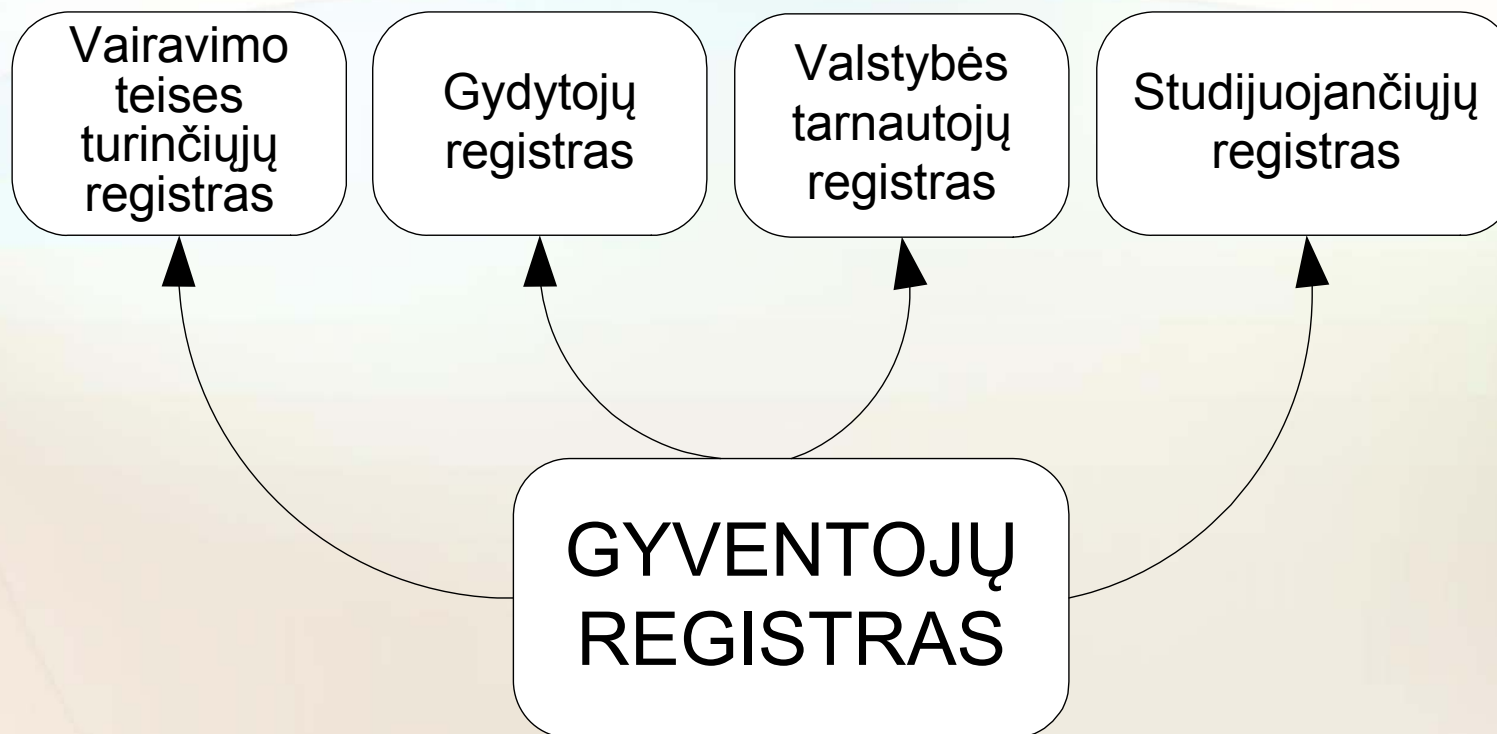 Vairavimo
teises
turinčiųjų
registras
Gydytojų
registras
Valstybės
tarnautojų
registras
Studijuojančiųjų
registras
GYVENTOJŲ
REGISTRAS